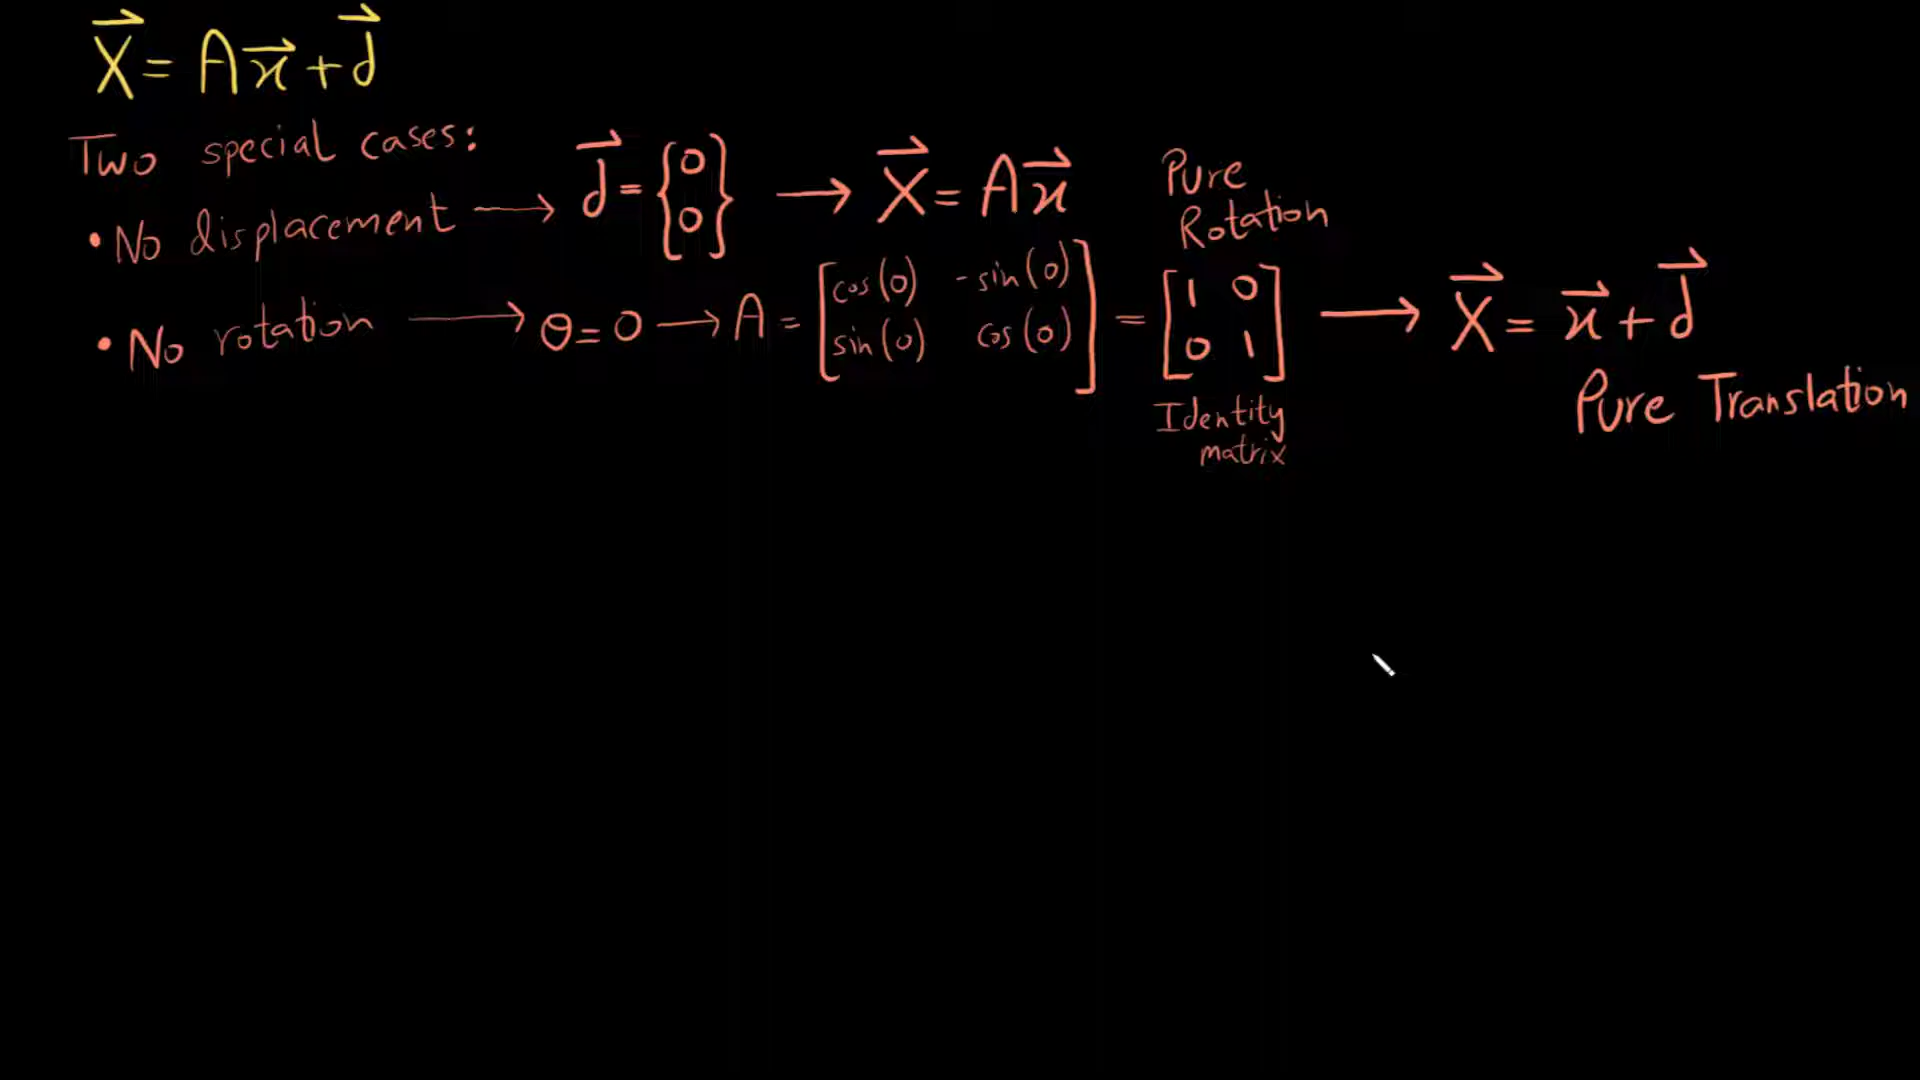 X⃗ = Ax⃗ + d⃗
Two special cases:
• No displacement → d⃗ = {0 0} → X⃗ = Ax⃗ Pure Rotation
• No rotation → θ = 0 → A = [cos(0) -sin(0) sin(0) cos(0)] = [1 0 0 1] → X⃗ = x⃗ + d⃗
Identity matrix
Pure Translation